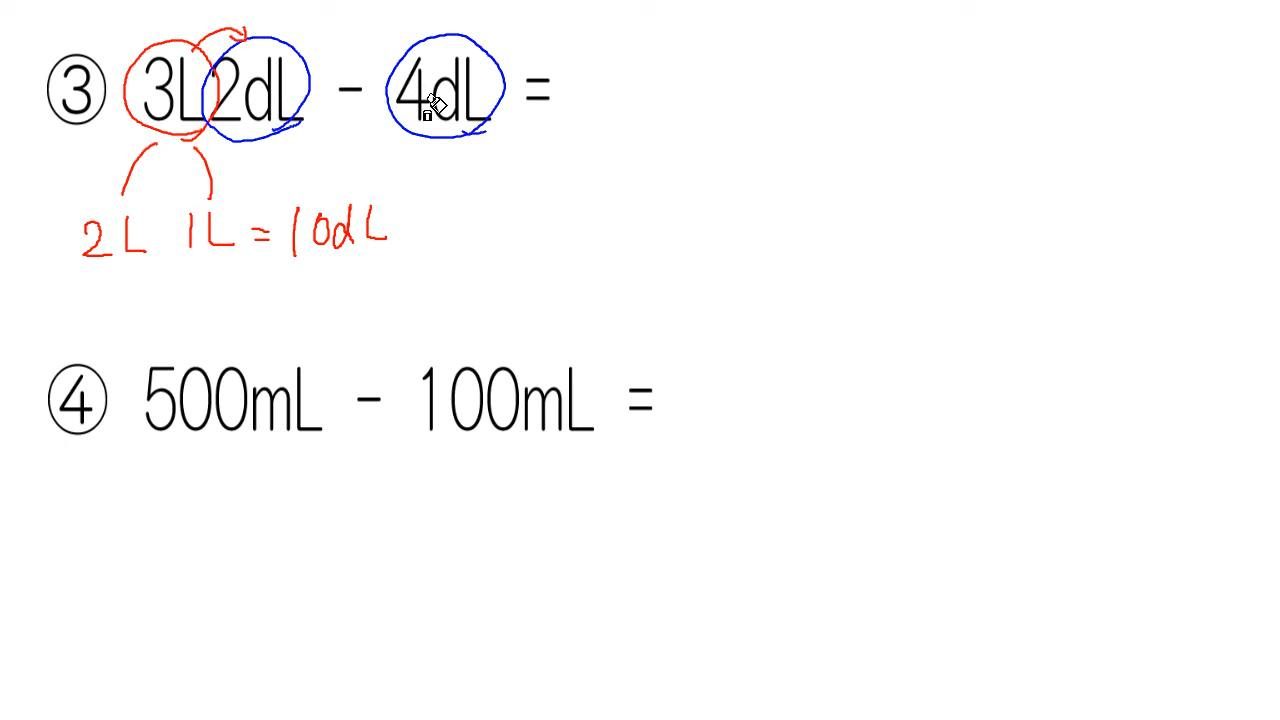 ③ 3L2dL - 4dL =
2L 1L = 10dL
④ 500mL - 100mL =